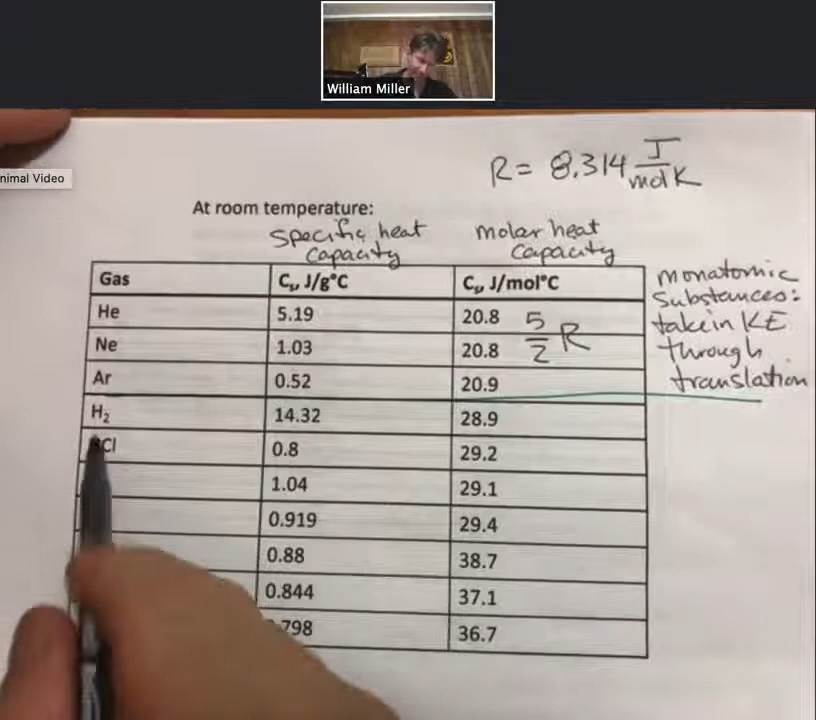 William Miller
nimal Video
R = 8.314 J/mol K
At room temperature:
specific heat capacity
molar heat capacity
Gas C, J/g°C C, J/mol°C
He 5.19 20.8
Ne 1.03 20.8
5/2 R
Ar 0.52 20.9
H₂ 14.32 28.9
Cl 0.8 29.2
1.04 29.1
0.919 29.4
0.88 38.7
0.844 37.1
798 36.7
monatomic
substances:
take in KE
through
translation